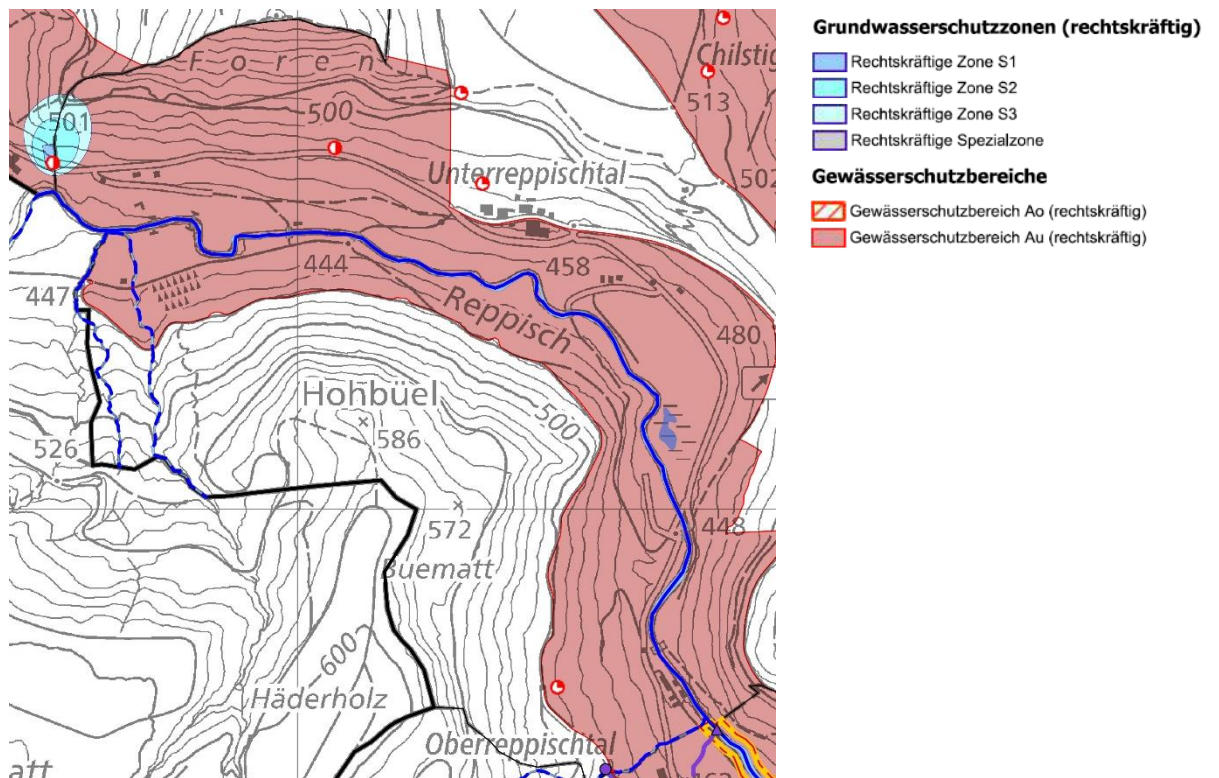 Foren
Chilstig
513
501
500
502
Unterreppischtal
444
458
447
Reppisch
480
Hohbüel
500
526
586
572
448
Buematt
600
Häderholz
Oberreppischtal
att
Grundwasserschutzzonen (rechtskräftig)
Rechtskräftige Zone S1
Rechtskräftige Zone S2
Rechtskräftige Zone S3
Rechtskräftige Spezialzone
Gewässerschutzbereiche
Gewässerschutzbereich Ao (rechtskräftig)
Gewässerschutzbereich Au (rechtskräftig)